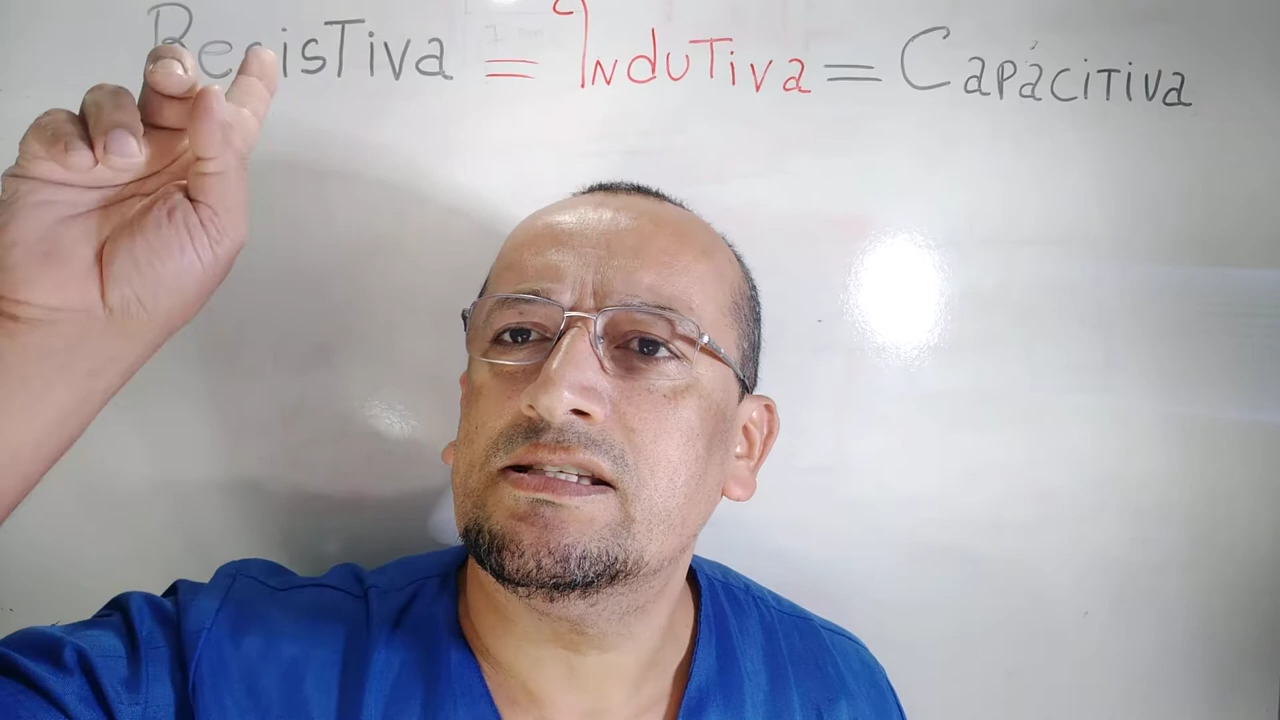 ResisTiva = INduTiva = CapaciTiva